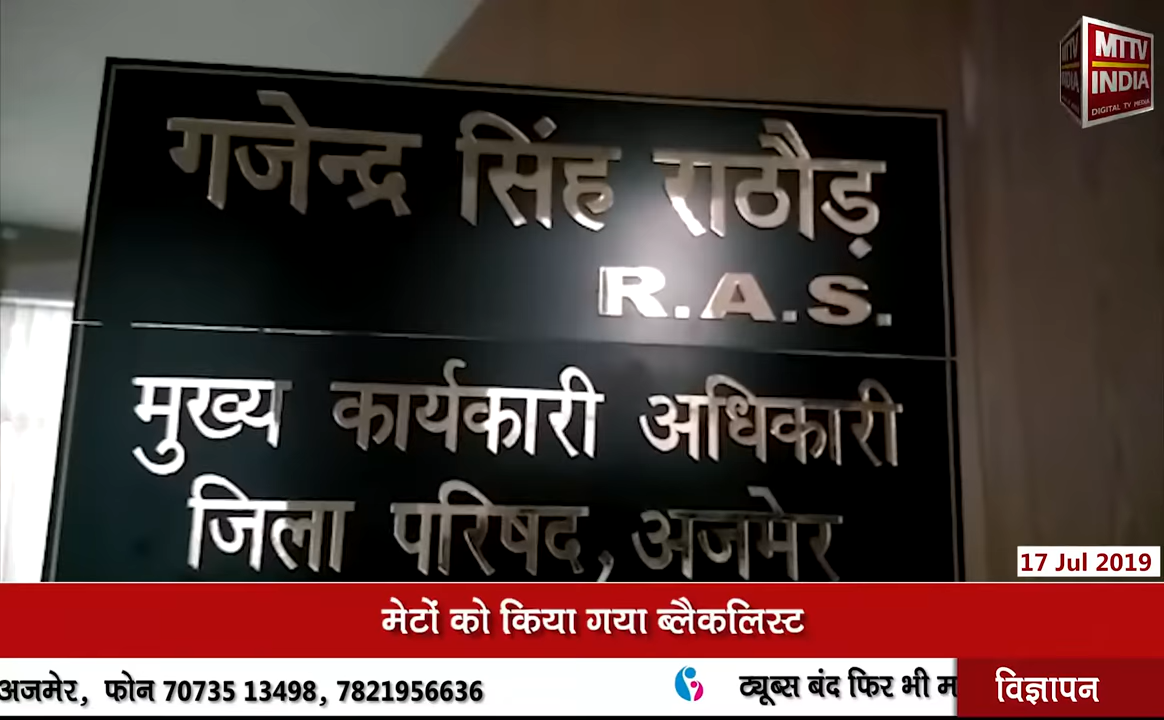 MTTV
INDIA
DIGITAL TV MEDIA
गजेन्द्र सिंह राठौड़
R.A.S.
मुख्य कार्यकारी अधिकारी
जिला परिषद, अजमेर
17 Jul 2019
मेटों को किया गया ब्लैकलिस्ट
अजमेर, फोन 70735 13498, 7821956636 ट्यूब्स बंद फिर भी विज्ञापन